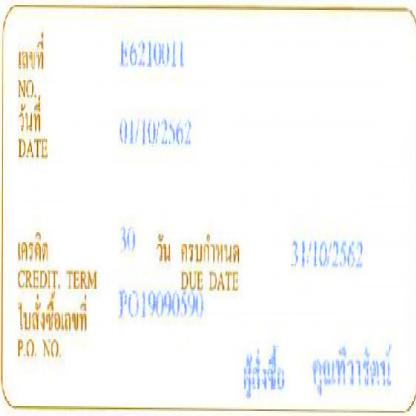 เลขที่ E6210011
NO.
วันที่ 01/10/2562
DATE
เครดิต 30 วัน ครบกำหนด 31/10/2562
CREDIT. TERM DUE DATE
ใบสั่งซื้อเลขที่ PO19090590
P.O. NO.
ผู้สั่งซื้อ คุณทิวารัตน์